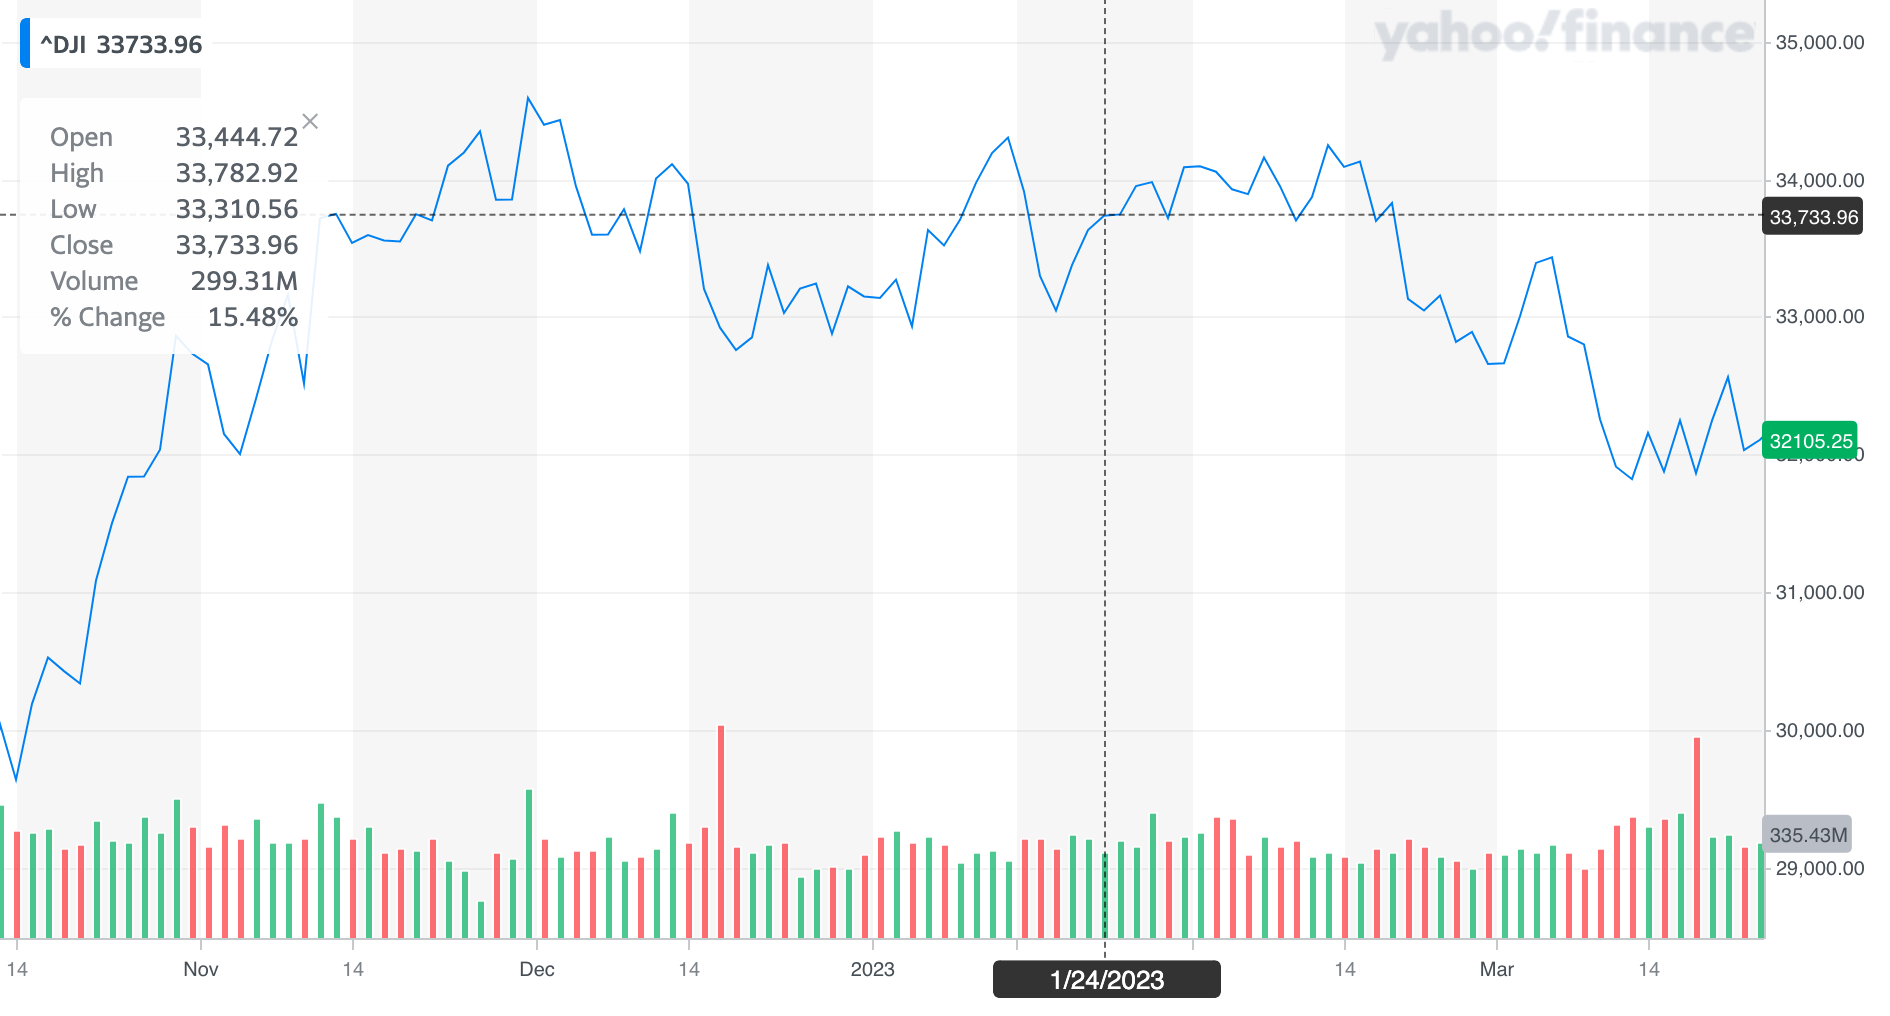 ^DJI 33733.96
yahoo!finance
Open 33,444.72
High 33,782.92
Low 33,310.56
Close 33,733.96
Volume 299.31M
% Change 15.48%
35,000.00
34,000.00
33,733.96
33,000.00
32105.25
32,000.00
31,000.00
30,000.00
335.43M
29,000.00
14 Nov 14 Dec 14 2023 1/24/2023 14 Mar 14